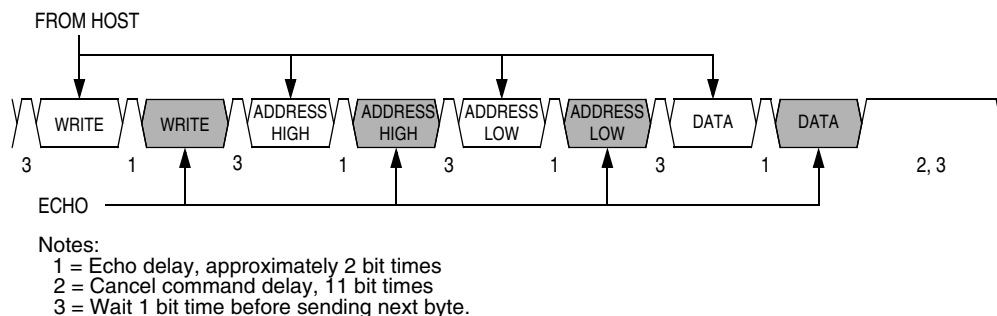 FROM HOST
WRITE WRITE ADDRESS HIGH ADDRESS HIGH ADDRESS LOW ADDRESS LOW DATA DATA
3 1 3 1 3 1 3 1 2, 3
ECHO
Notes:
1 = Echo delay, approximately 2 bit times
2 = Cancel command delay, 11 bit times
3 = Wait 1 bit time before sending next byte.